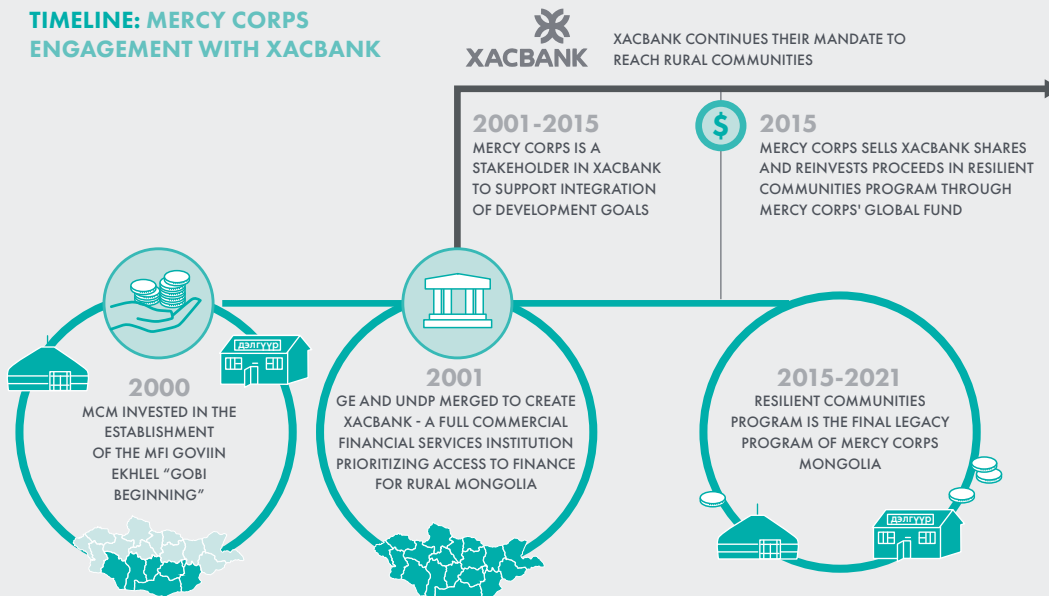 TIMELINE: MERCY CORPS
ENGAGEMENT WITH XACBANK
XACBANK
XACBANK CONTINUES THEIR MANDATE TO
REACH RURAL COMMUNITIES
2001-2015
MERCY CORPS IS A
STAKEHOLDER IN XACBANK
TO SUPPORT INTEGRATION
OF DEVELOPMENT GOALS
$
2015
MERCY CORPS SELLS XACBANK SHARES
AND REINVESTS PROCEEDS IN RESILIENT
COMMUNITIES PROGRAM THROUGH
MERCY CORPS' GLOBAL FUND
дэлгүүр
2000
MCM INVESTED IN THE
ESTABLISHMENT
OF THE MFI GOVIIN
EKHLEL “GOBI
BEGINNING”
2001
GE AND UNDP MERGED TO CREATE
XACBANK - A FULL COMMERCIAL
FINANCIAL SERVICES INSTITUTION
PRIORITIZING ACCESS TO FINANCE
FOR RURAL MONGOLIA
2015-2021
RESILIENT COMMUNITIES
PROGRAM IS THE FINAL LEGACY
PROGRAM OF MERCY CORPS
MONGOLIA
дэлгүүр